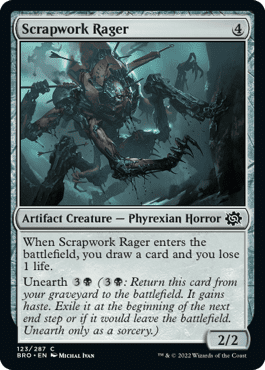 Scrapwork Rager 4
Artifact Creature — Phyrexian Horror
When Scrapwork Rager enters the
battlefield, you draw a card and you lose
1 life.
Unearth 3 (3: Return this card from
your graveyard to the battlefield. It gains
haste. Exile it at the beginning of the next
end step or if it would leave the battlefield.
Unearth only as a sorcery.)
2/2
123/287 C
BRO • EN MICHAL IVAN
™ & © 2022 Wizards of the Coast